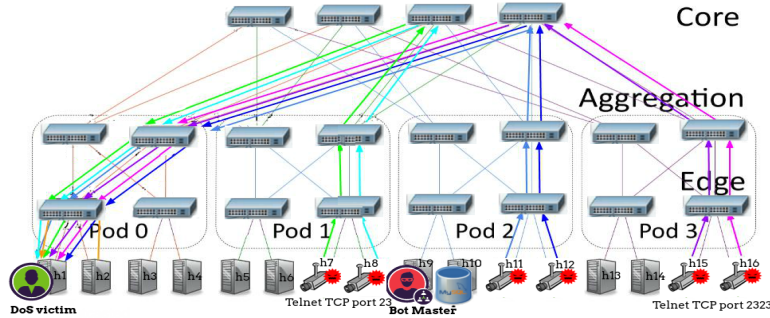 Core
Aggregation
Edge
Pod 0
Pod 1
Pod 2
Pod 3
h1
h2
h3
h4
h5
h6
h7
h8
h9
h10
h11
h12
h13
h14
h15
h16
DoS victim
Telnet TCP port 23
Bot Master
Telnet TCP port 2323